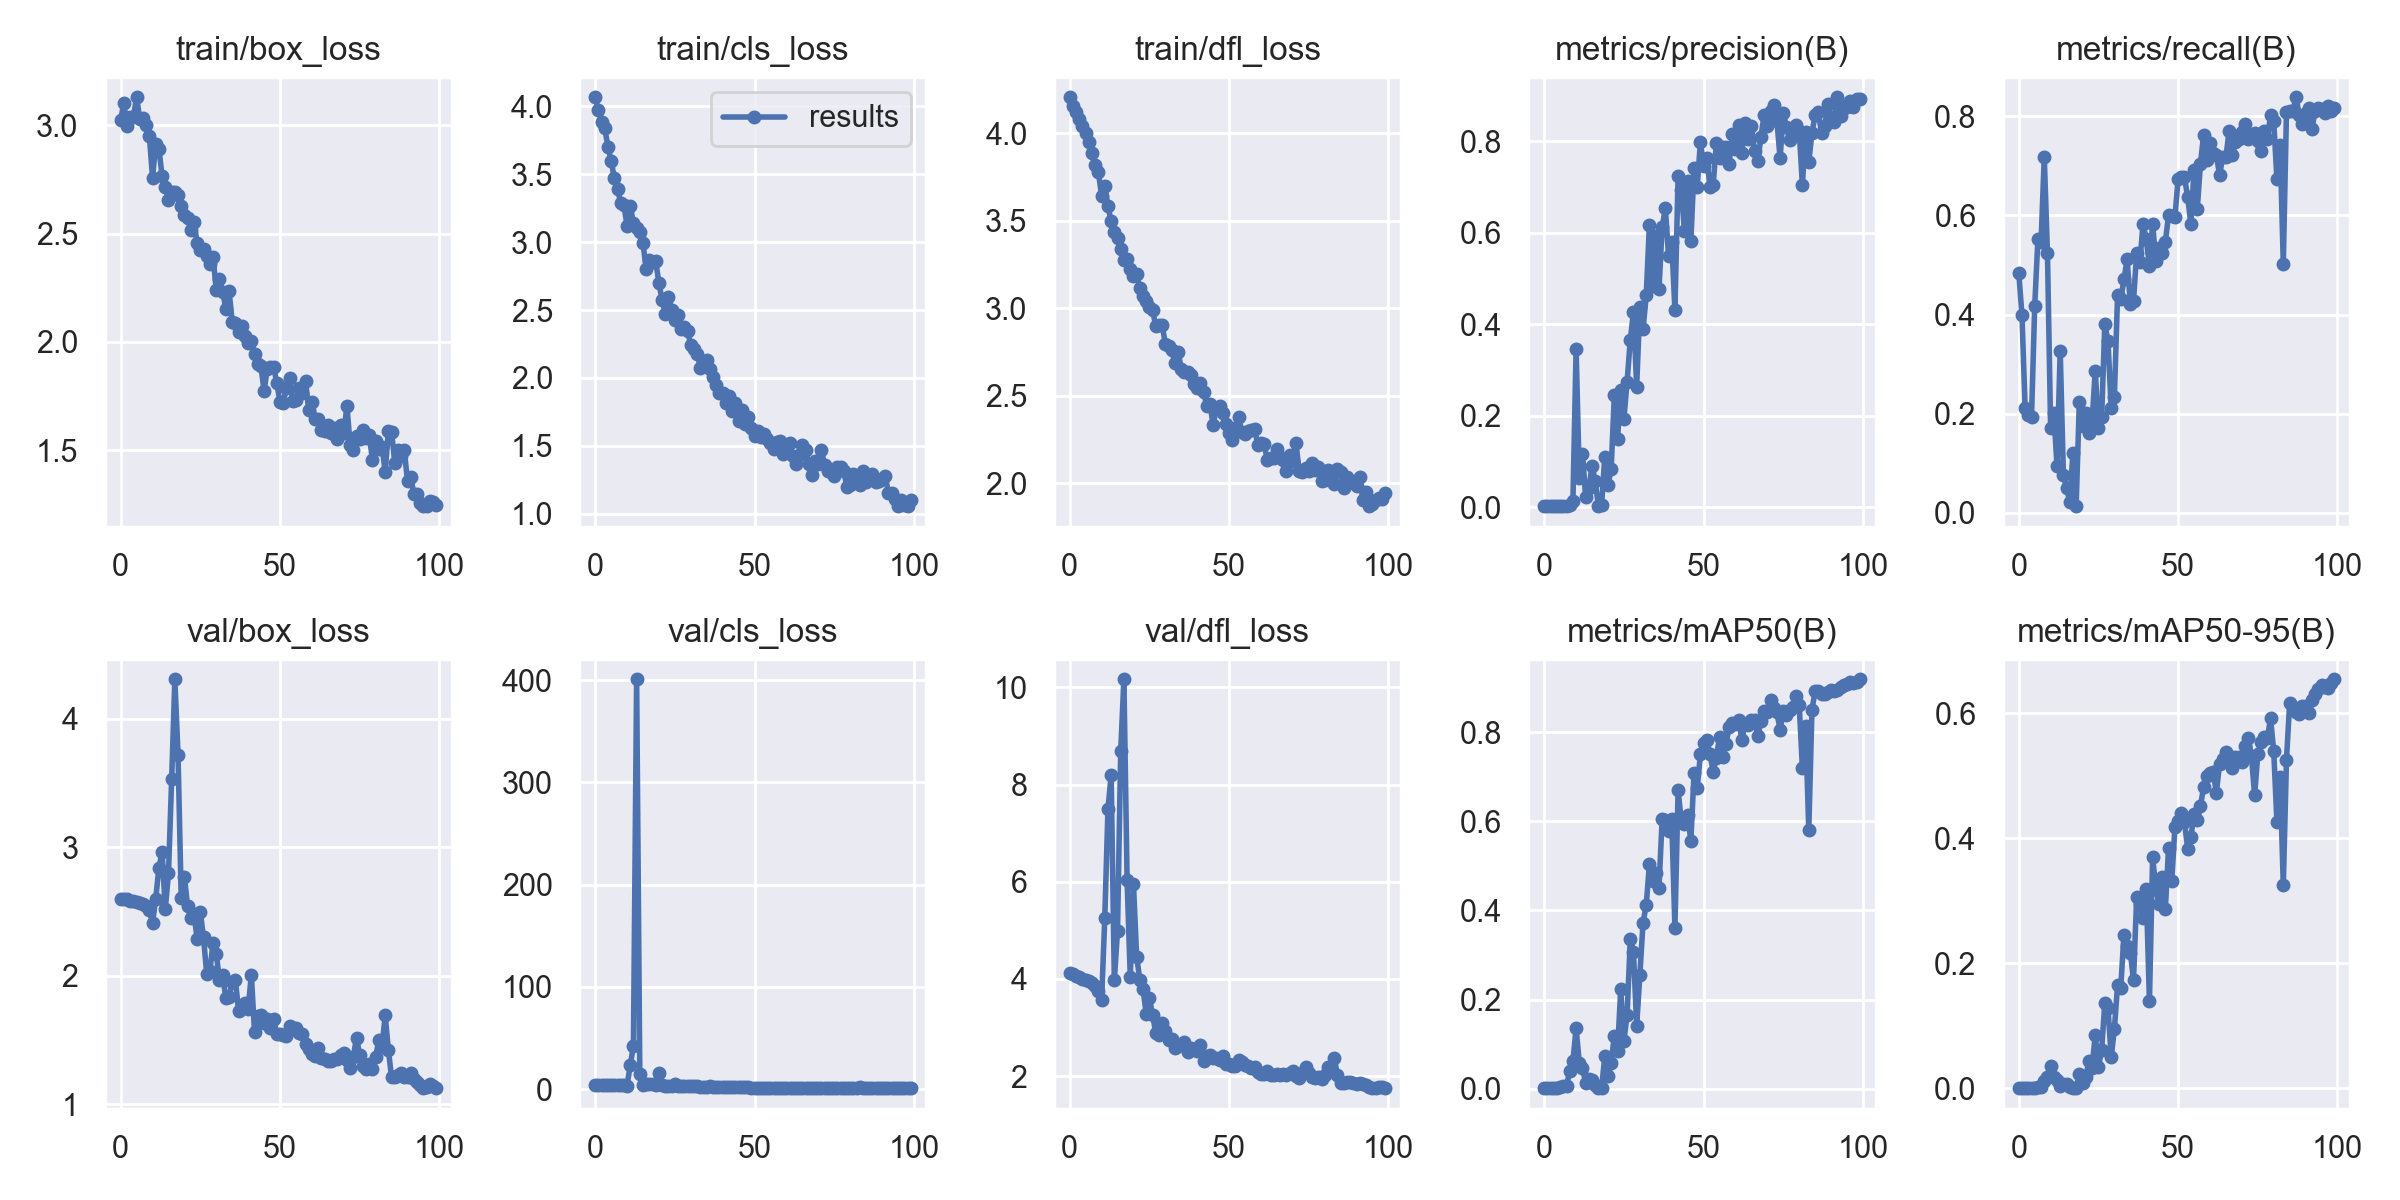 train/box_loss
3.0
2.5
2.0
1.5
0 50 100
train/cls_loss
results
4.0
3.5
3.0
2.5
2.0
1.5
1.0
0 50 100
train/dfl_loss
4.0
3.5
3.0
2.5
2.0
0 50 100
metrics/precision(B)
0.8
0.6
0.4
0.2
0.0
0 50 100
metrics/recall(B)
0.8
0.6
0.4
0.2
0.0
0 50 100
val/box_loss
4
3
2
1
0 50 100
val/cls_loss
400
300
200
100
0
0 50 100
val/dfl_loss
10
8
6
4
2
0 50 100
metrics/mAP50(B)
0.8
0.6
0.4
0.2
0.0
0 50 100
metrics/mAP50-95(B)
0.6
0.4
0.2
0.0
0 50 100